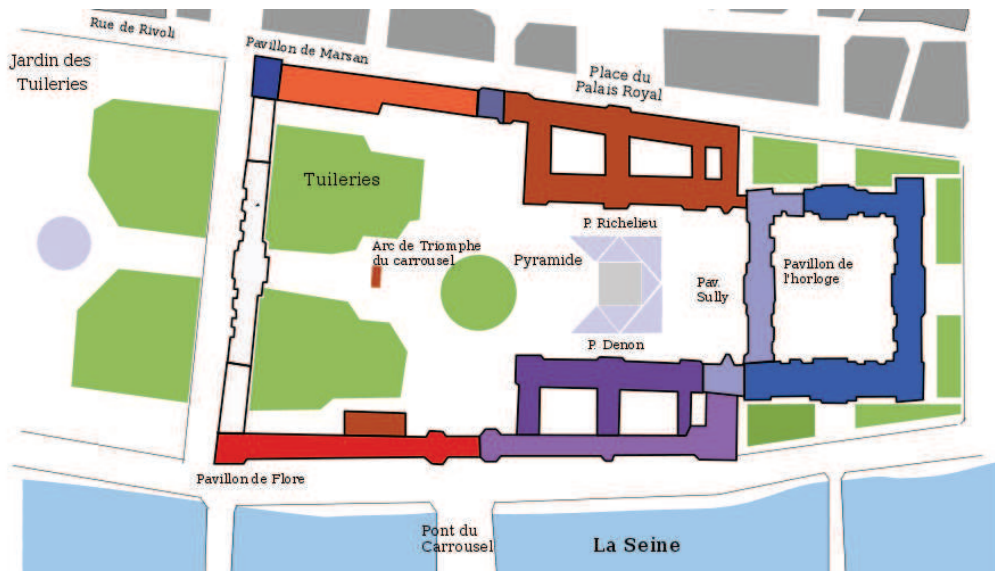 Rue de Rivoli
Pavillon de Marsan
Jardin des
Tuileries
Place du
Palais Royal
Tuileries
P. Richelieu
Arc de Triomphe
du carrousel
Pyramide
Pav.
Sully
Pavillon de
l'horloge
P. Denon
Pavillon de Flore
Pont du
Carrousel
La Seine